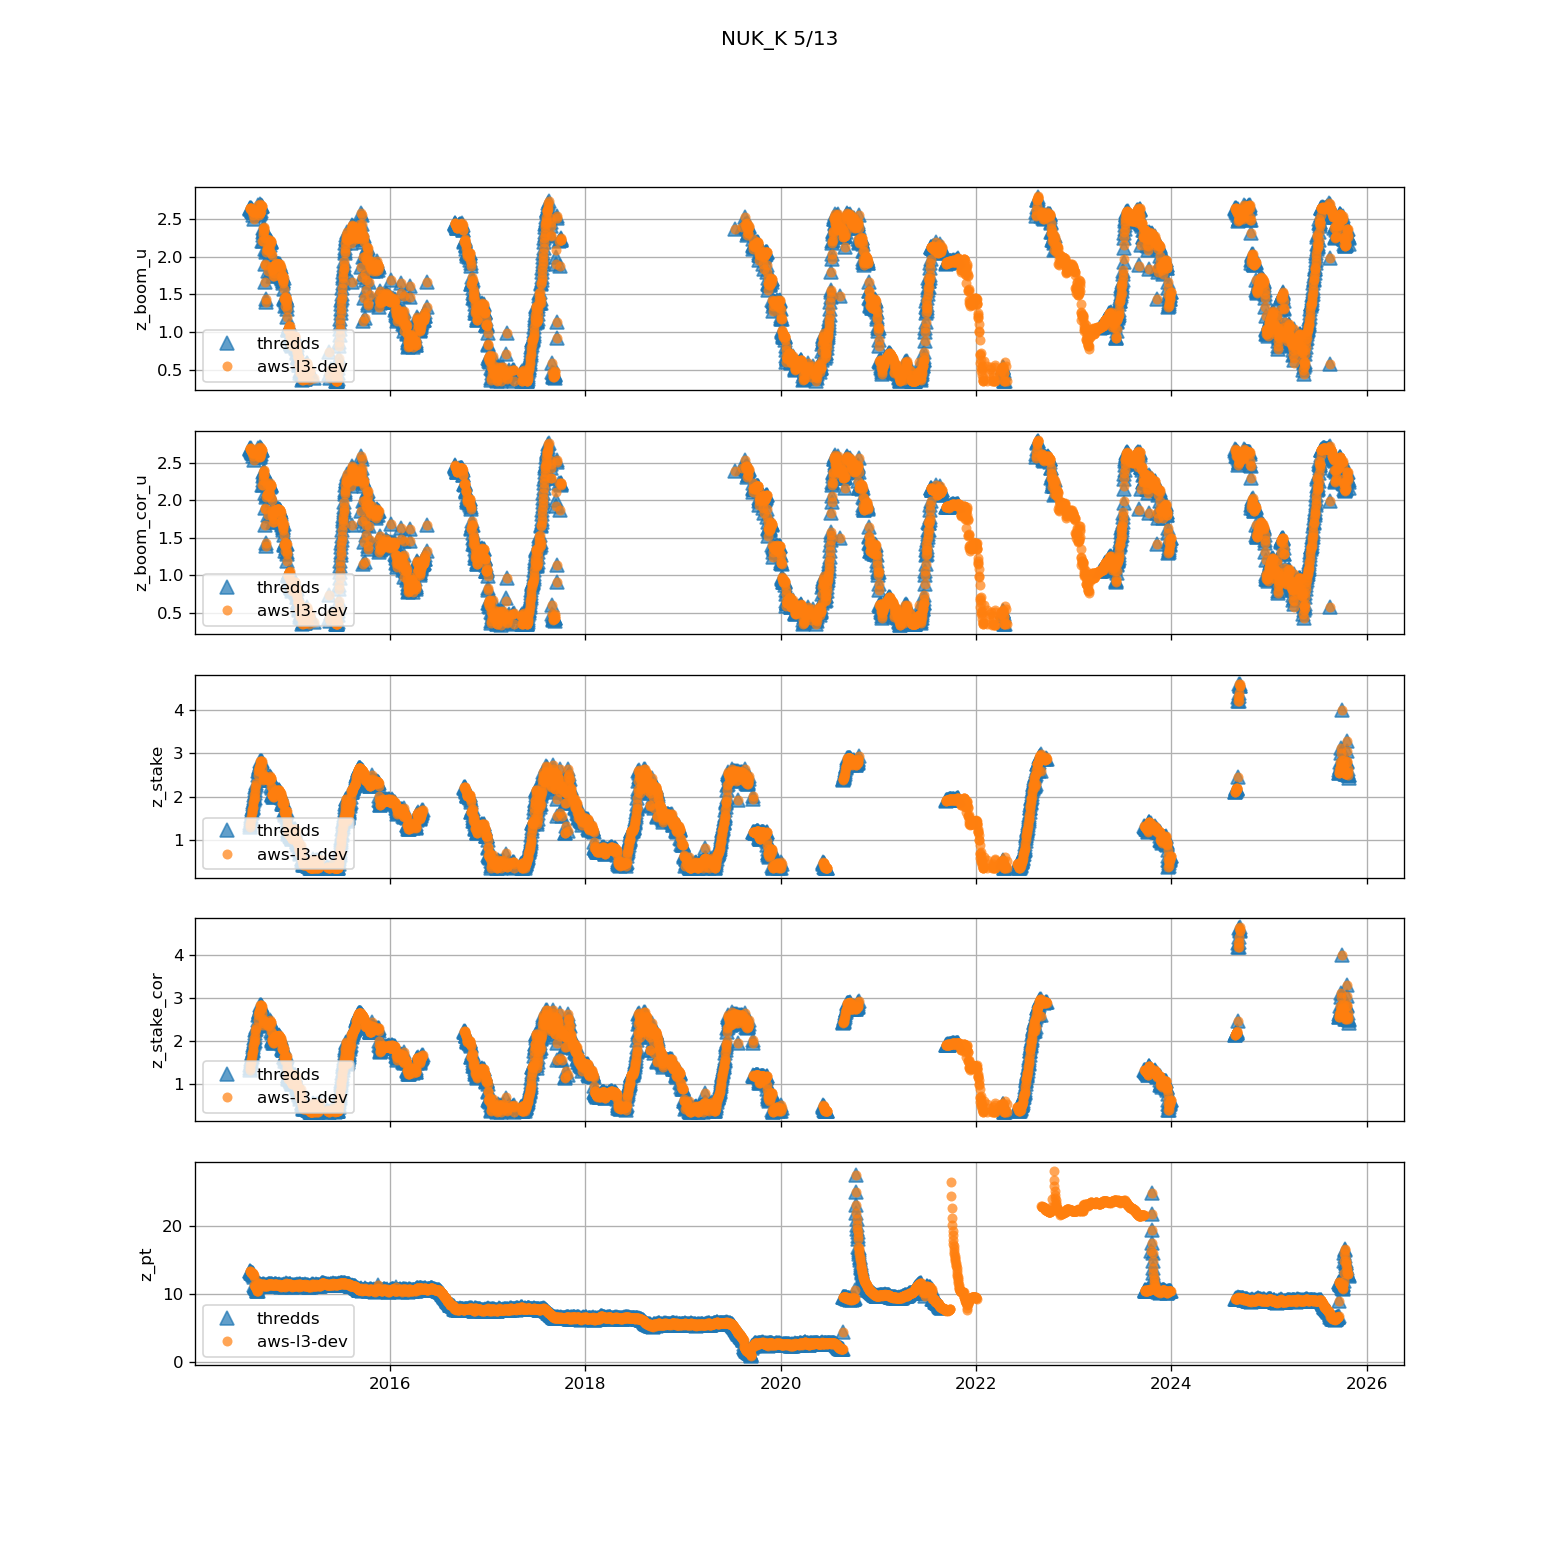 NUK_K 5/13
z_boom_u
2.5
2.0
1.5
1.0
0.5
thredds
aws-l3-dev
z_boom_cor_u
2.5
2.0
1.5
1.0
0.5
thredds
aws-l3-dev
z_stake
4
3
2
1
thredds
aws-l3-dev
z_stake_cor
4
3
2
1
thredds
aws-l3-dev
z_pt
20
10
0
thredds
aws-l3-dev
2016 2018 2020 2022 2024 2026